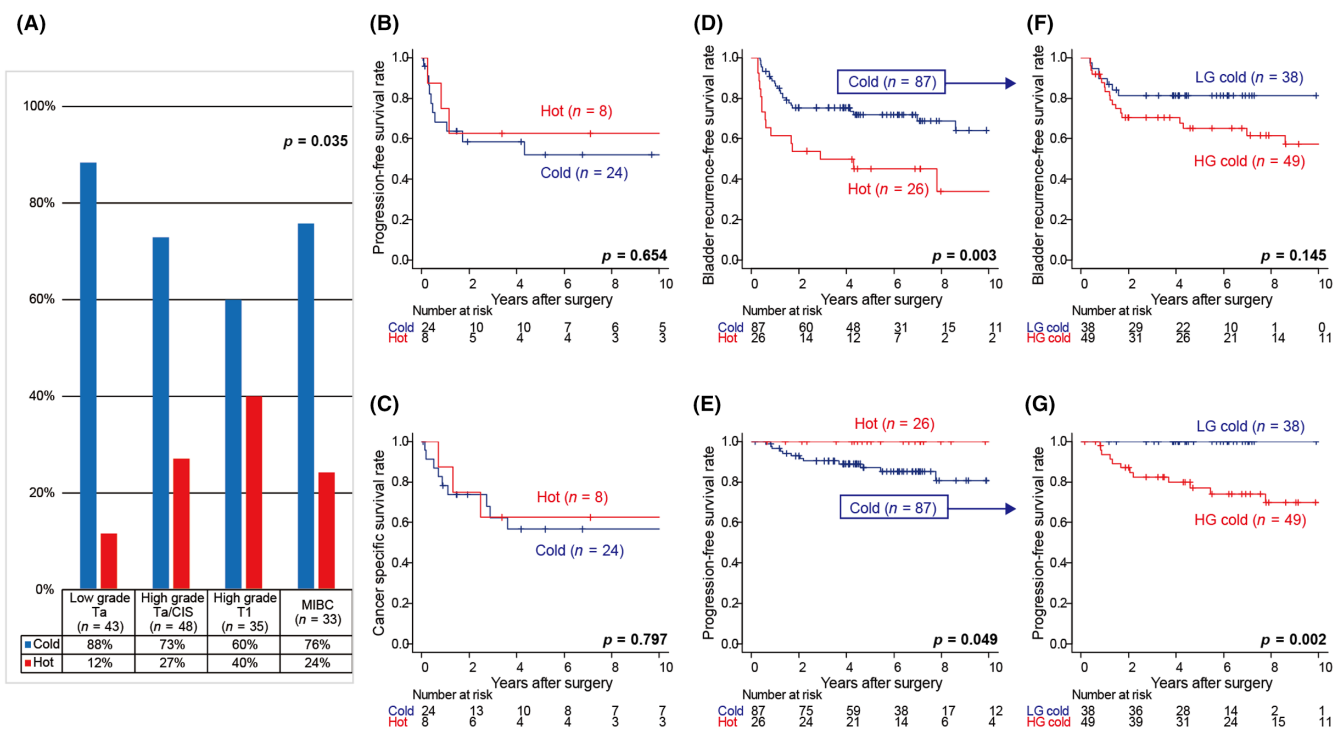 (A)
100%
80%
60%
40%
20%
0%
p = 0.035
Low grade Ta (n = 43)
High grade Ta/CIS (n = 48)
High grade T1 (n = 35)
MIBC (n = 33)
Cold 88% 73% 60% 76%
Hot 12% 27% 40% 24%
(B)
Progression-free survival rate
1.0
0.8
0.6
0.4
0.2
0.0
Hot (n = 8)
Cold (n = 24)
p = 0.654
0 2 4 6 8 10
Years after surgery
Number at risk
Cold 24 10 10 7 6 5
Hot 8 5 4 4 3 3
(C)
Cancer specific survival rate
1.0
0.8
0.6
0.4
0.2
0.0
Hot (n = 8)
Cold (n = 24)
p = 0.797
0 2 4 6 8 10
Years after surgery
Number at risk
Cold 24 13 10 8 7 7
Hot 8 6 4 4 3 3
(D)
Bladder recurrence-free survival rate
1.0
0.8
0.6
0.4
0.2
0.0
Cold (n = 87)
Hot (n = 26)
p = 0.003
0 2 4 6 8 10
Years after surgery
Number at risk
Cold 87 60 48 31 15 11
Hot 26 14 12 7 2 2
(E)
Progression-free survival rate
1.0
0.8
0.6
0.4
0.2
0.0
Hot (n = 26)
Cold (n = 87)
p = 0.049
0 2 4 6 8 10
Years after surgery
Number at risk
Cold 87 75 59 38 17 12
Hot 26 24 21 14 6 4
(F)
Bladder recurrence-free survival rate
1.0
0.8
0.6
0.4
0.2
0.0
LG cold (n = 38)
HG cold (n = 49)
p = 0.145
0 2 4 6 8 10
Years after surgery
Number at risk
LG cold 38 29 22 10 1 0
HG cold 49 31 26 21 14 11
(G)
Progression-free survival rate
1.0
0.8
0.6
0.4
0.2
0.0
LG cold (n = 38)
HG cold (n = 49)
p = 0.002
0 2 4 6 8 10
Years after surgery
Number at risk
LG cold 38 36 28 14 2 1
HG cold 49 39 31 24 15 11